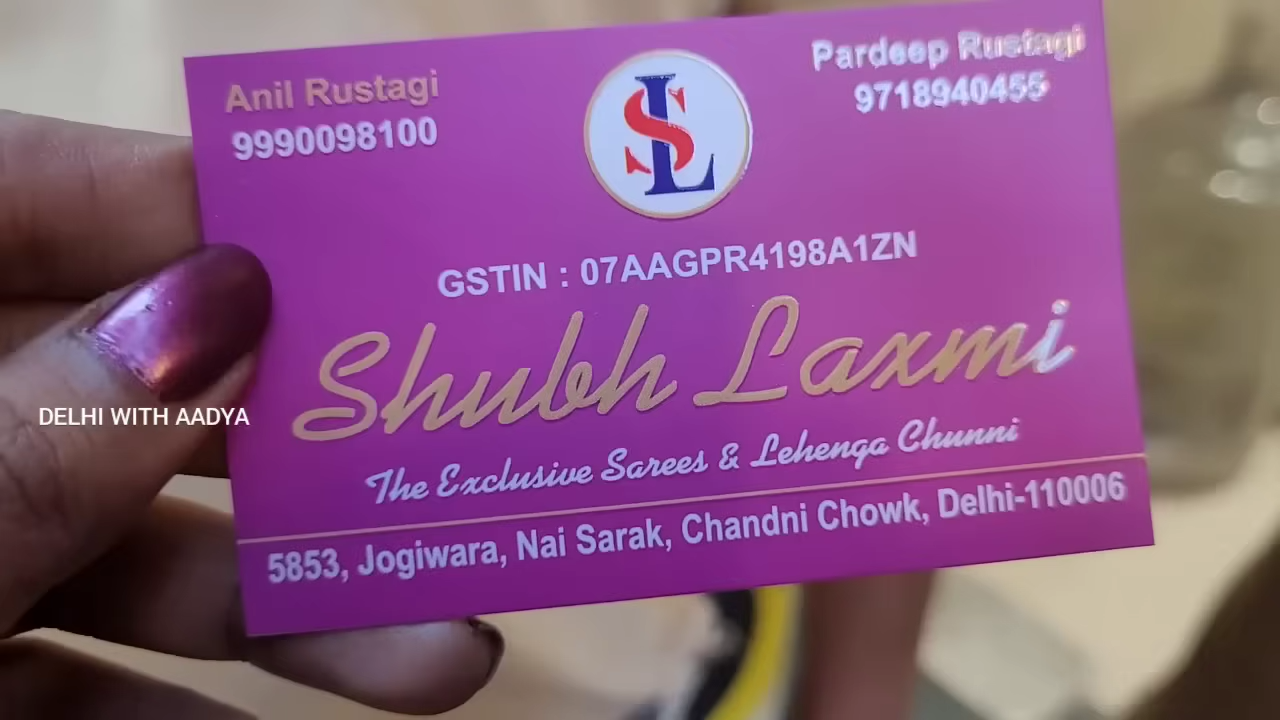 Anil Rustagi
9990098100
Pardeep Rustagi
9718940455
SL
GSTIN : 07AAGPR4198A1ZN
Shubh Laxmi
The Exclusive Sarees & Lehenga Chunni
5853, Jogiwara, Nai Sarak, Chandni Chowk, Delhi-110006
DELHI WITH AADYA